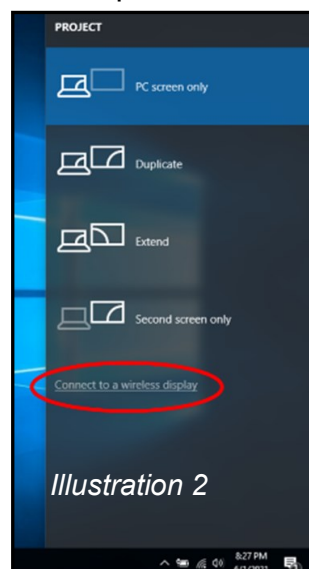 PROJECT
PC screen only
Duplicate
Extend
Second screen only
Connect to a wireless display
Illustration 2
8:27 PM